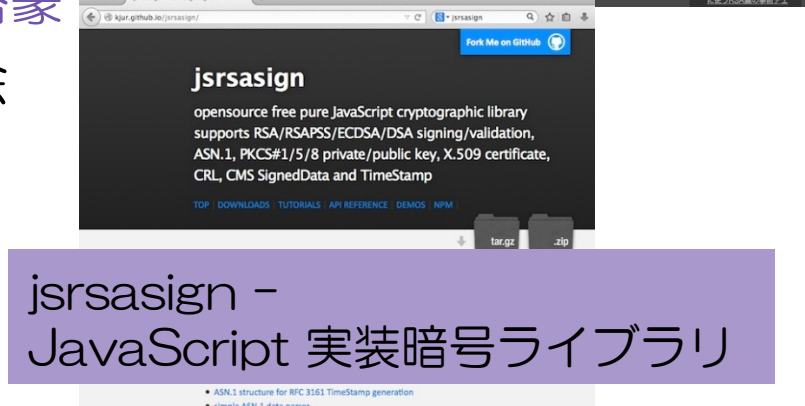 kjur.github.io/jsrsasign/
jsrsasign
Fork Me on GitHub
jsrsasign
opensource free pure JavaScript cryptographic library
supports RSA/RSAPSS/ECDSA/DSA signing/validation,
ASN.1, PKCS#1/5/8 private/public key, X.509 certificate,
CRL, CMS SignedData and TimeStamp
TOP | DOWNLOADS | TUTORIALS | API REFERENCE | DEMOS | NPM |
tar.gz .zip
jsrsasign -
JavaScript 実装暗号ライブラリ
• ASN.1 structure for RFC 3161 TimeStamp generation